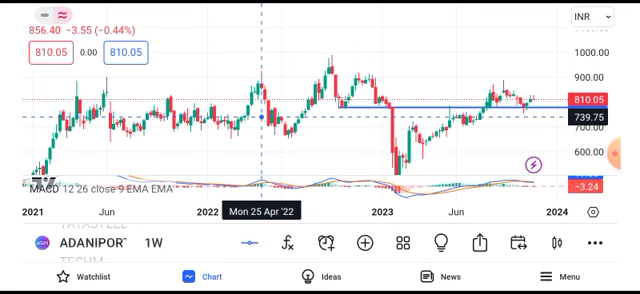 INR
856.40 −3.55 (−0.44%)
810.05 0.00 810.05
1000.00
900.00
810.05
739.75
700.00
600.00
MACD 12 26 close 9 EMA EMA
−3.24
2021 Jun 2022 Mon 25 Apr '22 2023 Jun 2024
ADANIPORT 1W
TECHM
Watchlist Chart Ideas News Menu